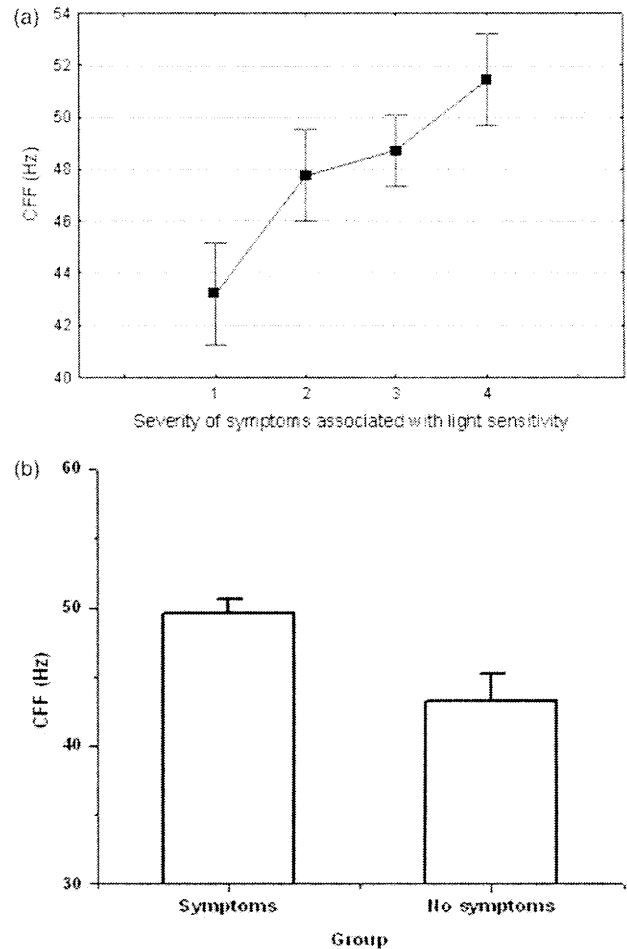 (a)
54
52
50
48
46
44
42
40
CFF (Hz)
1 2 3 4
Severity of symptoms associated with light sensitivity
(b)
60
50
40
30
CFF (Hz)
Symptoms No symptoms
Group